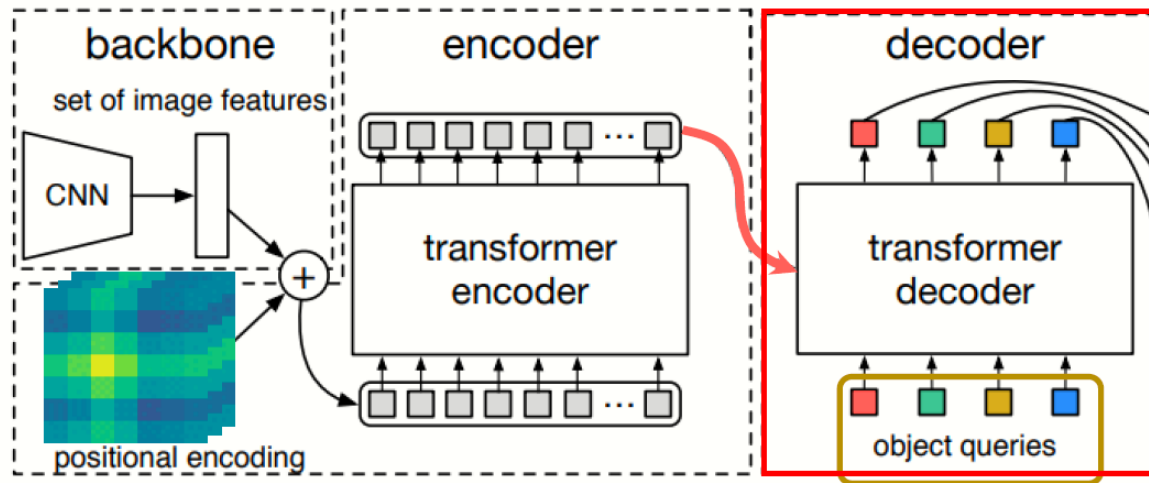 backbone
set of image features
CNN
+
positional encoding
encoder
...
transformer
encoder
...
decoder
transformer
decoder
object queries